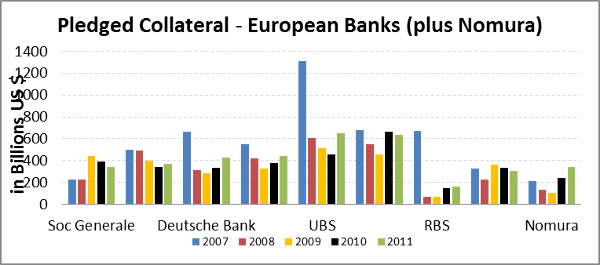 Pledged Collateral - European Banks (plus Nomura)
in Billions US $
1400
1200
1000
800
600
400
200
0
Soc Generale Deutsche Bank UBS RBS Nomura
2007 2008 2009 2010 2011